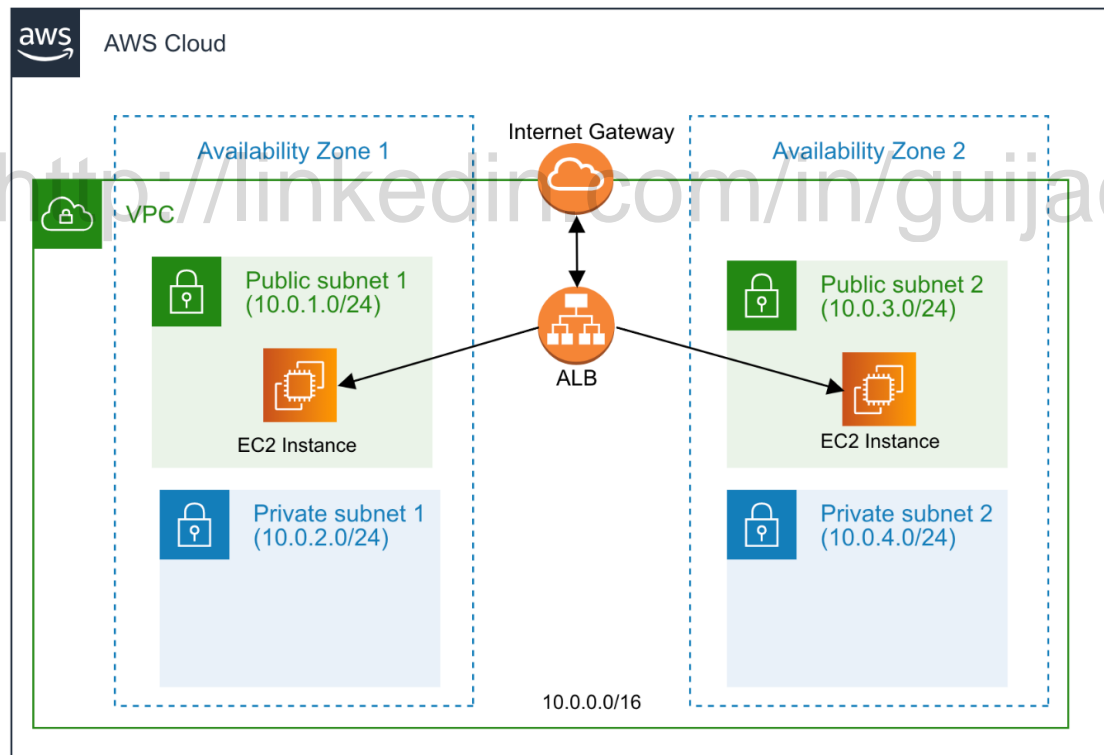 aws
AWS Cloud
Internet Gateway
Availability Zone 1
Availability Zone 2
http://linkedin.com/in/guijac
VPC
Public subnet 1
(10.0.1.0/24)
Public subnet 2
(10.0.3.0/24)
ALB
EC2 Instance
EC2 Instance
Private subnet 1
(10.0.2.0/24)
Private subnet 2
(10.0.4.0/24)
10.0.0.0/16